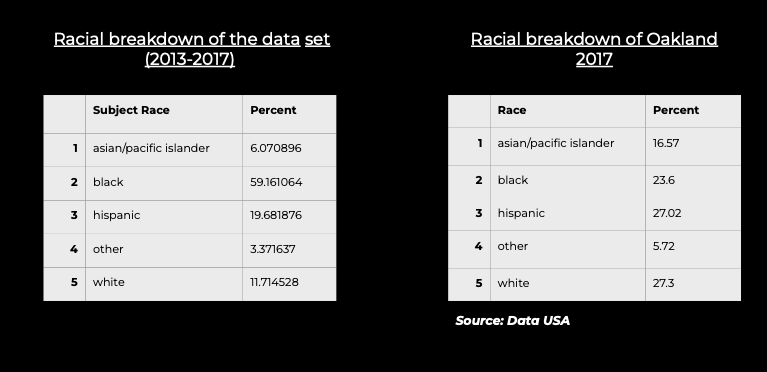 Racial breakdown of the data set
(2013-2017)
Subject Race Percent
1 asian/pacific islander 6.070896
2 black 59.161064
3 hispanic 19.681876
4 other 3.371637
5 white 11.714528
Racial breakdown of Oakland
2017
Race Percent
1 asian/pacific islander 16.57
2 black 23.6
3 hispanic 27.02
4 other 5.72
5 white 27.3
Source: Data USA